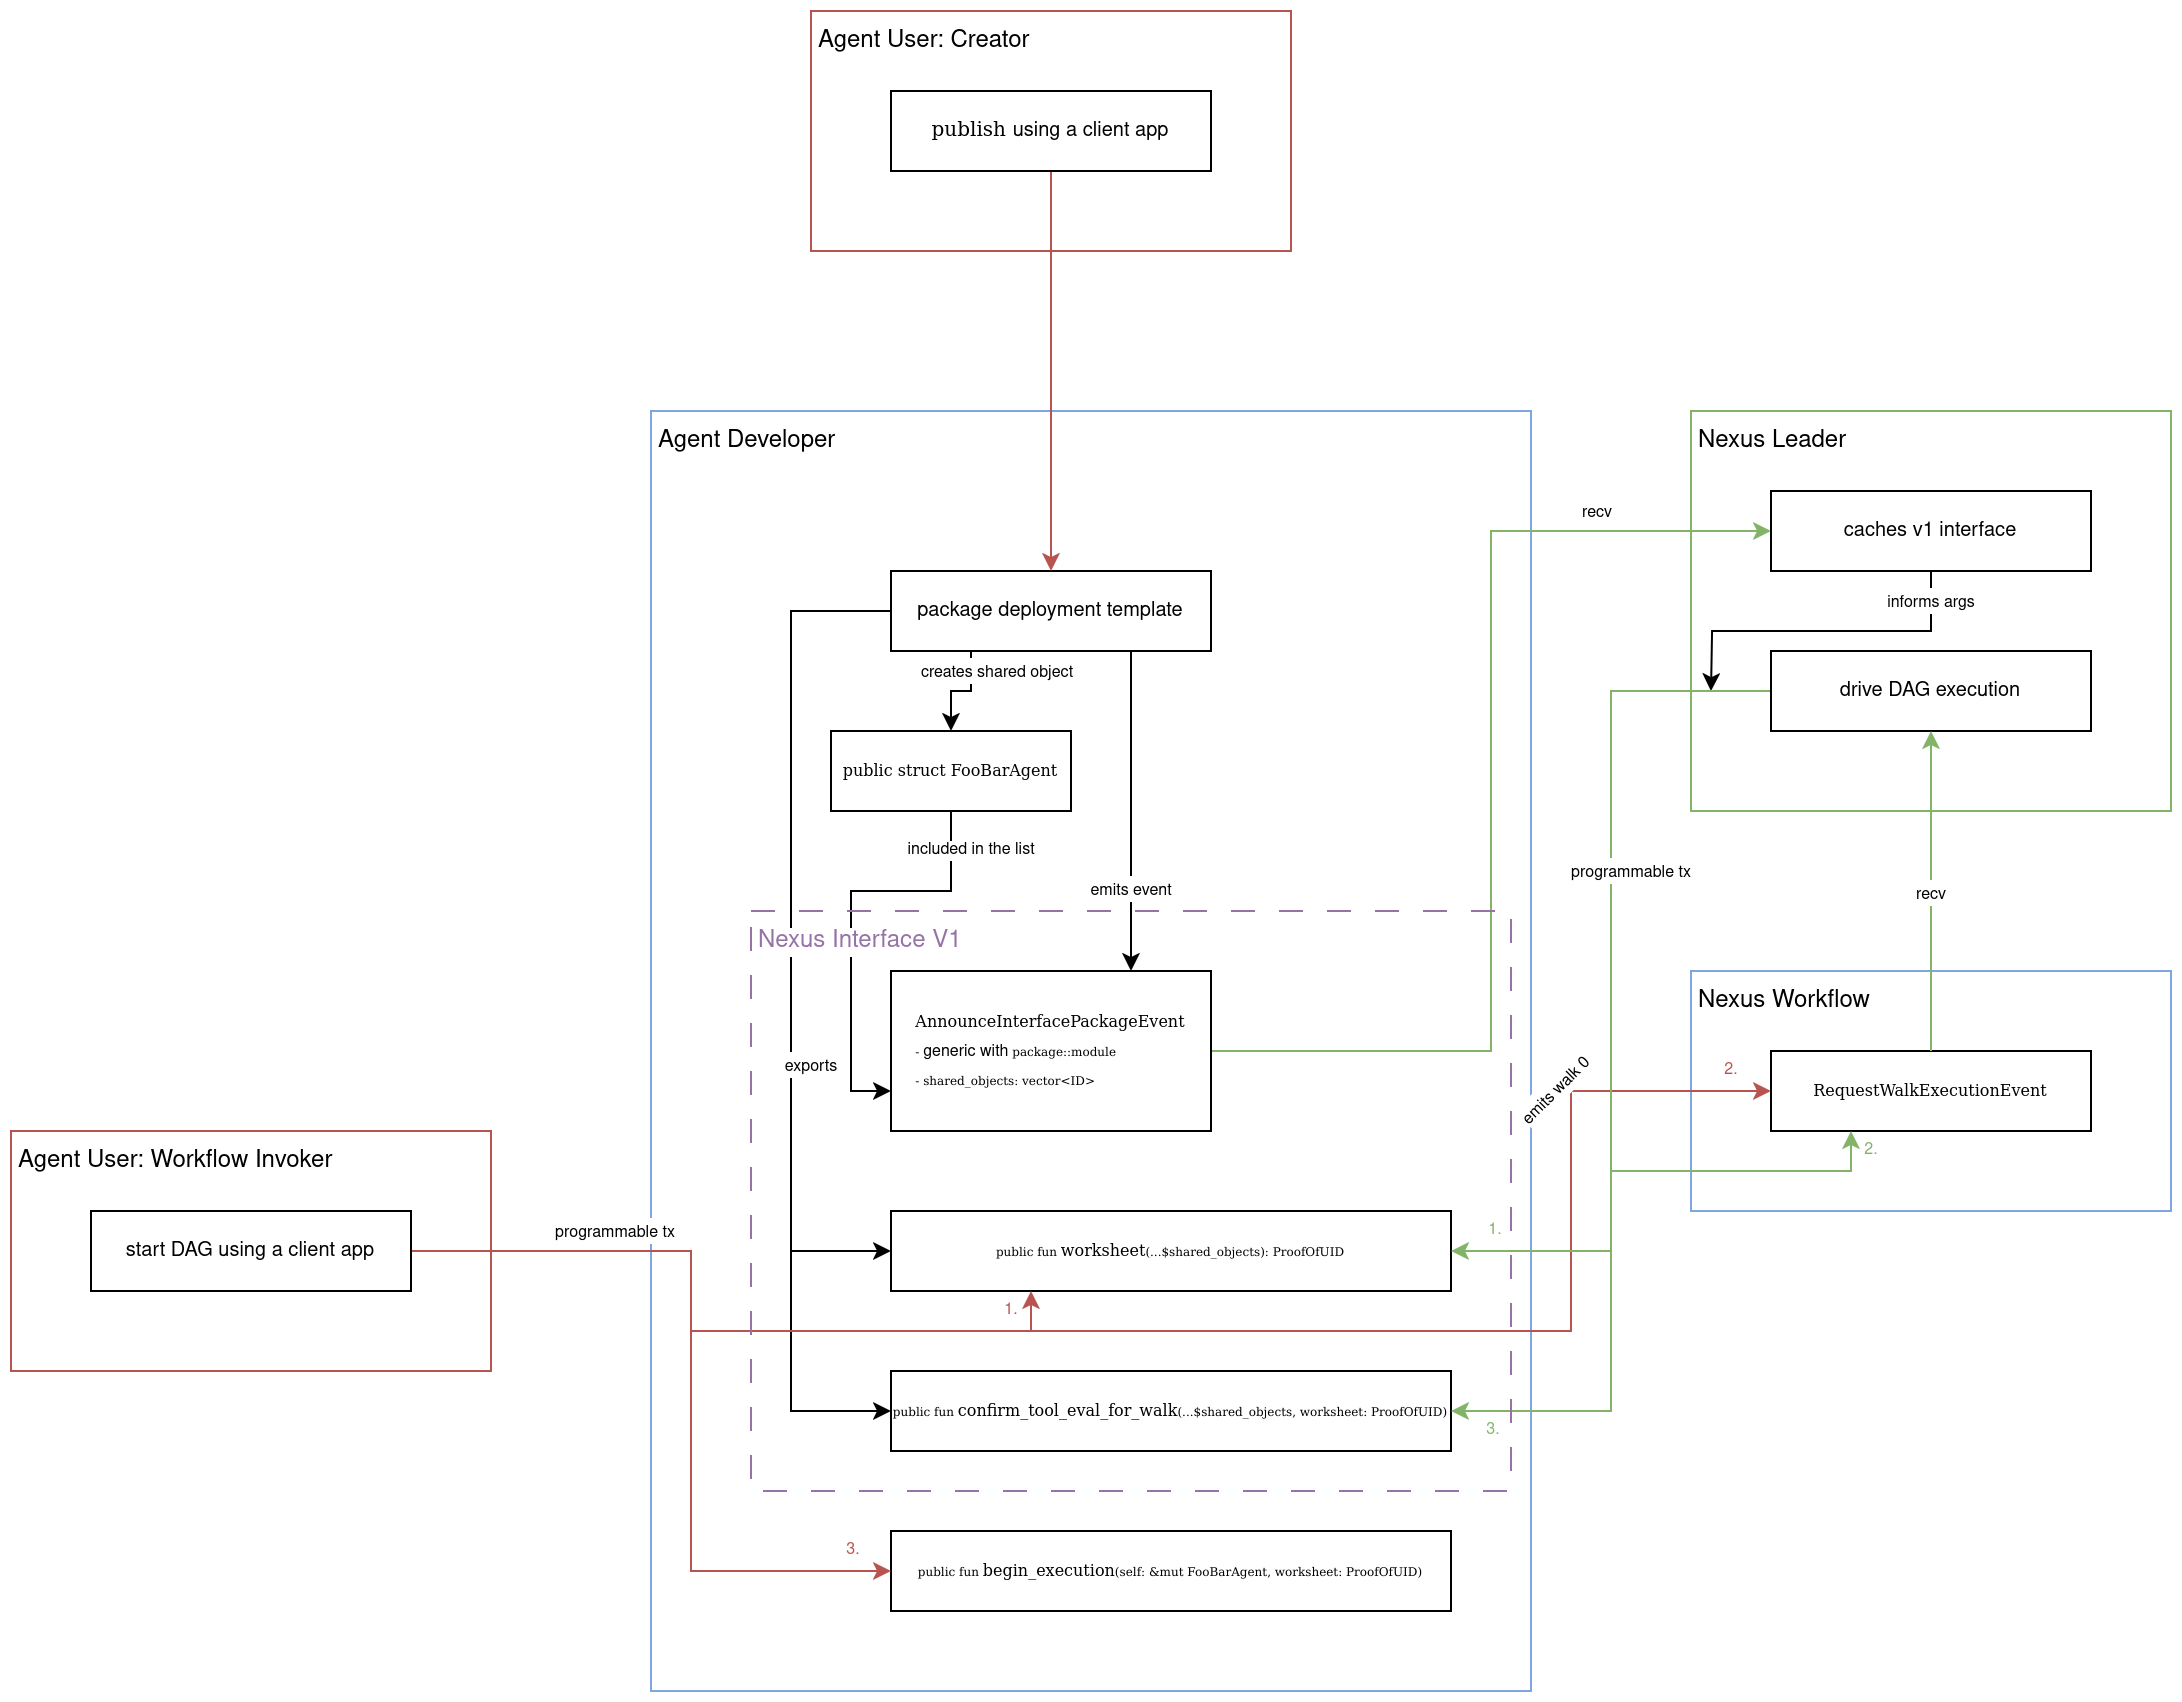 Agent User: Creator
publish using a client app
Agent Developer
package deployment template
creates shared object
public struct FooBarAgent
included in the list
emits event
Nexus Interface V1
AnnounceInterfacePackageEvent
- generic with package::module
- shared_objects: vector<ID>
exports
public fun worksheet(...$shared_objects): ProofOfUID
1.
1.
public fun confirm_tool_eval_for_walk(...$shared_objects, worksheet: ProofOfUID)
3.
3.
public fun begin_execution(self: &mut FooBarAgent, worksheet: ProofOfUID)
Agent User: Workflow Invoker
start DAG using a client app
programmable tx
Nexus Leader
recv
caches v1 interface
informs args
drive DAG execution
programmable tx
recv
Nexus Workflow
emits walk 0
2.
RequestWalkExecutionEvent
2.